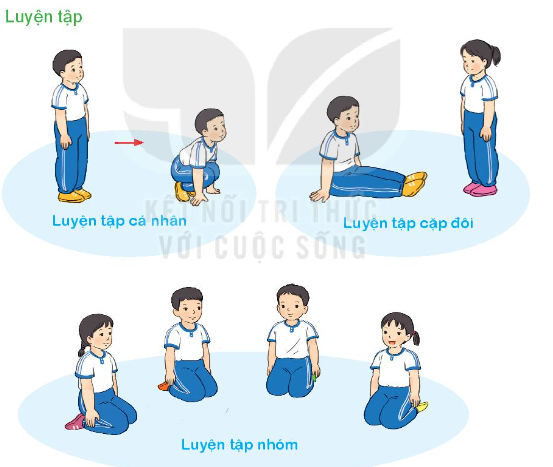 Luyện tập
Luyện tập cá nhân
Luyện tập cặp đôi
KẾT NỐI TRI THỨC
VỚI CUỘC SỐNG
Luyện tập nhóm